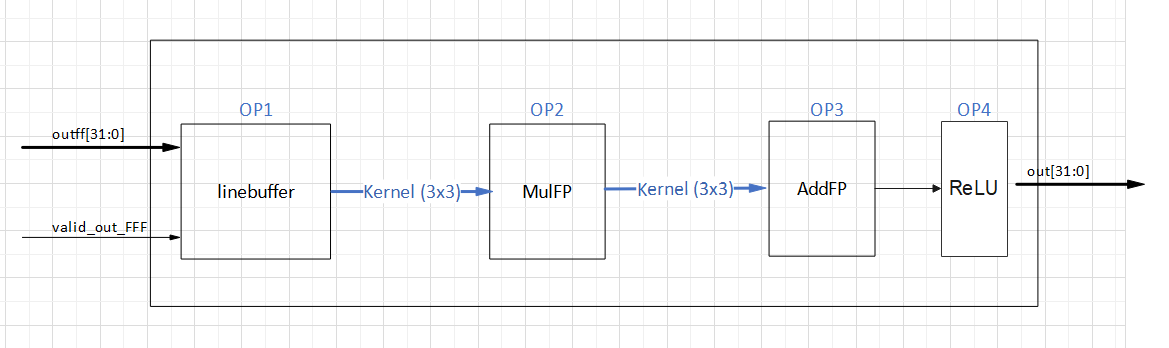 OP1
OP2
OP3
OP4
outff[31:0]
linebuffer
Kernel (3x3)
MulFP
Kernel (3x3)
AddFP
ReLU
out[31:0]
valid_out_FFF